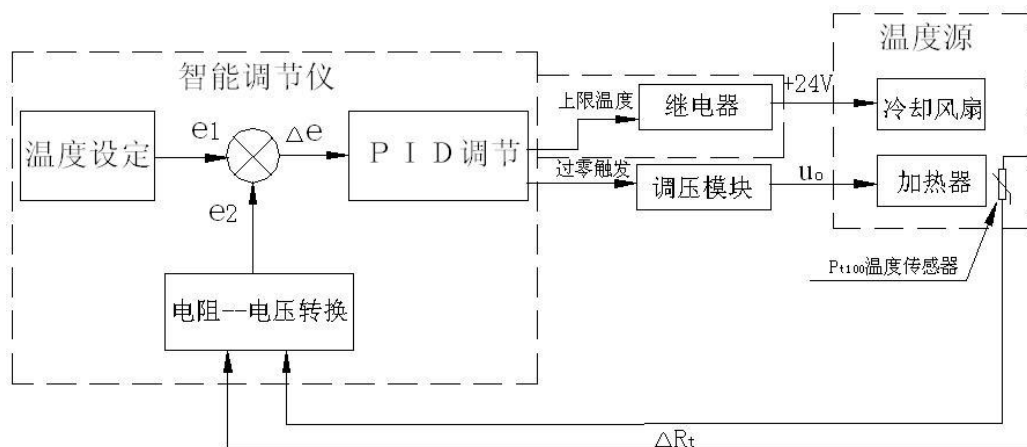 温度源
智能调节仪
上限温度
继电器
+24V
冷却风扇
温度设定
e1
△e
PID调节
过零触发
调压模块
uo
加热器
e2
Pt100温度传感器
电阻--电压转换
△Rt